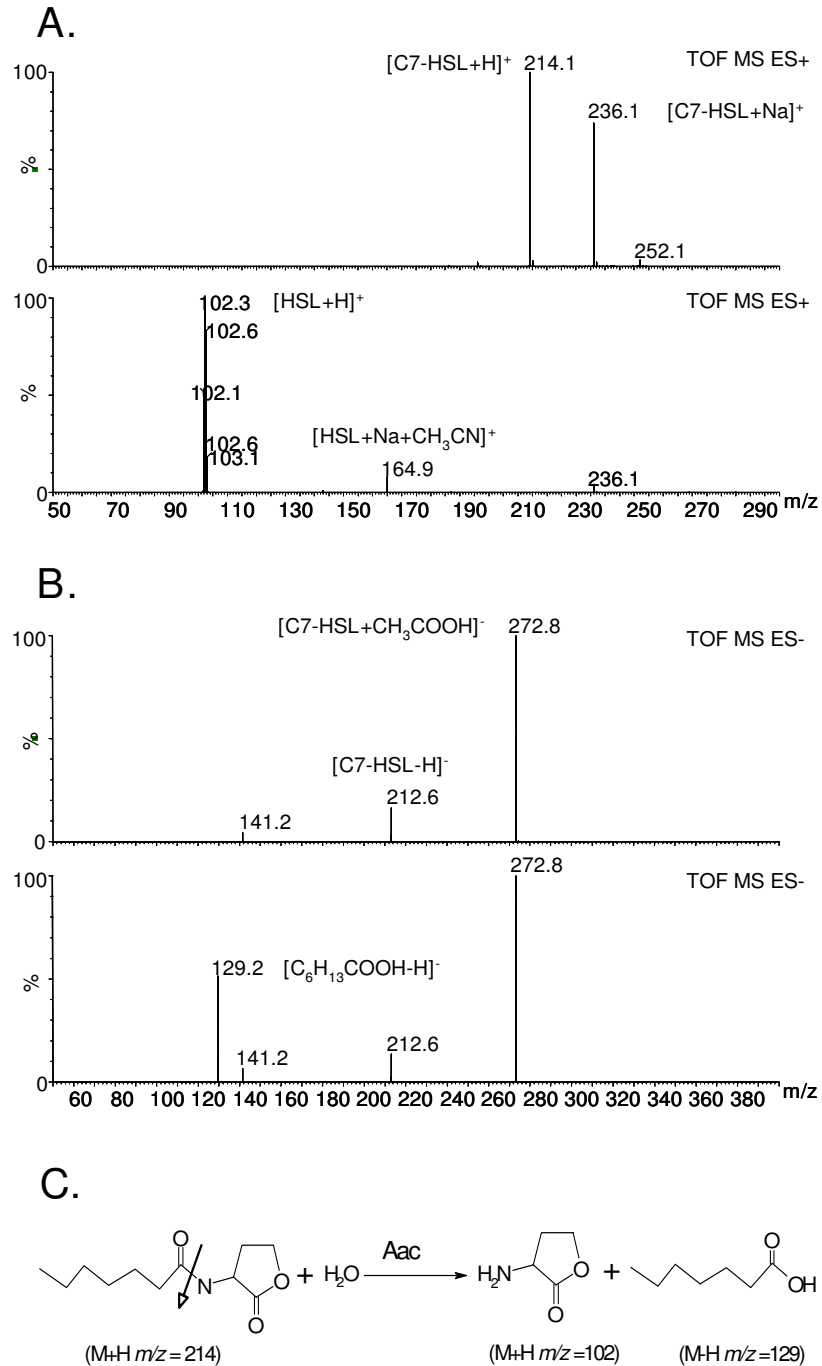 A.
[C7-HSL+H]⁺ 214.1 TOF MS ES+
100
236.1 [C7-HSL+Na]⁺
%
252.1
0
100
102.3 [HSL+H]⁺ TOF MS ES+
102.6
%
102.1
102.6
103.1
[HSL+Na+CH₃CN]⁺
164.9
236.1
0
50 70 90 110 130 150 170 190 210 230 250 270 290 m/z
B.
[C7-HSL+CH₃COOH]⁻ 272.8 TOF MS ES-
100
%
[C7-HSL-H]⁻
212.6
141.2
0
272.8 TOF MS ES-
100
129.2 [C₆H₁₃COOH-H]⁻
%
212.6
141.2
0
60 80 100 120 140 160 180 200 220 240 260 280 300 320 340 360 380 m/z
C.
O N O O + H₂O Aac H₂N O O + O OH
(M+H m/z = 214) (M+H m/z =102) (M-H m/z =129)